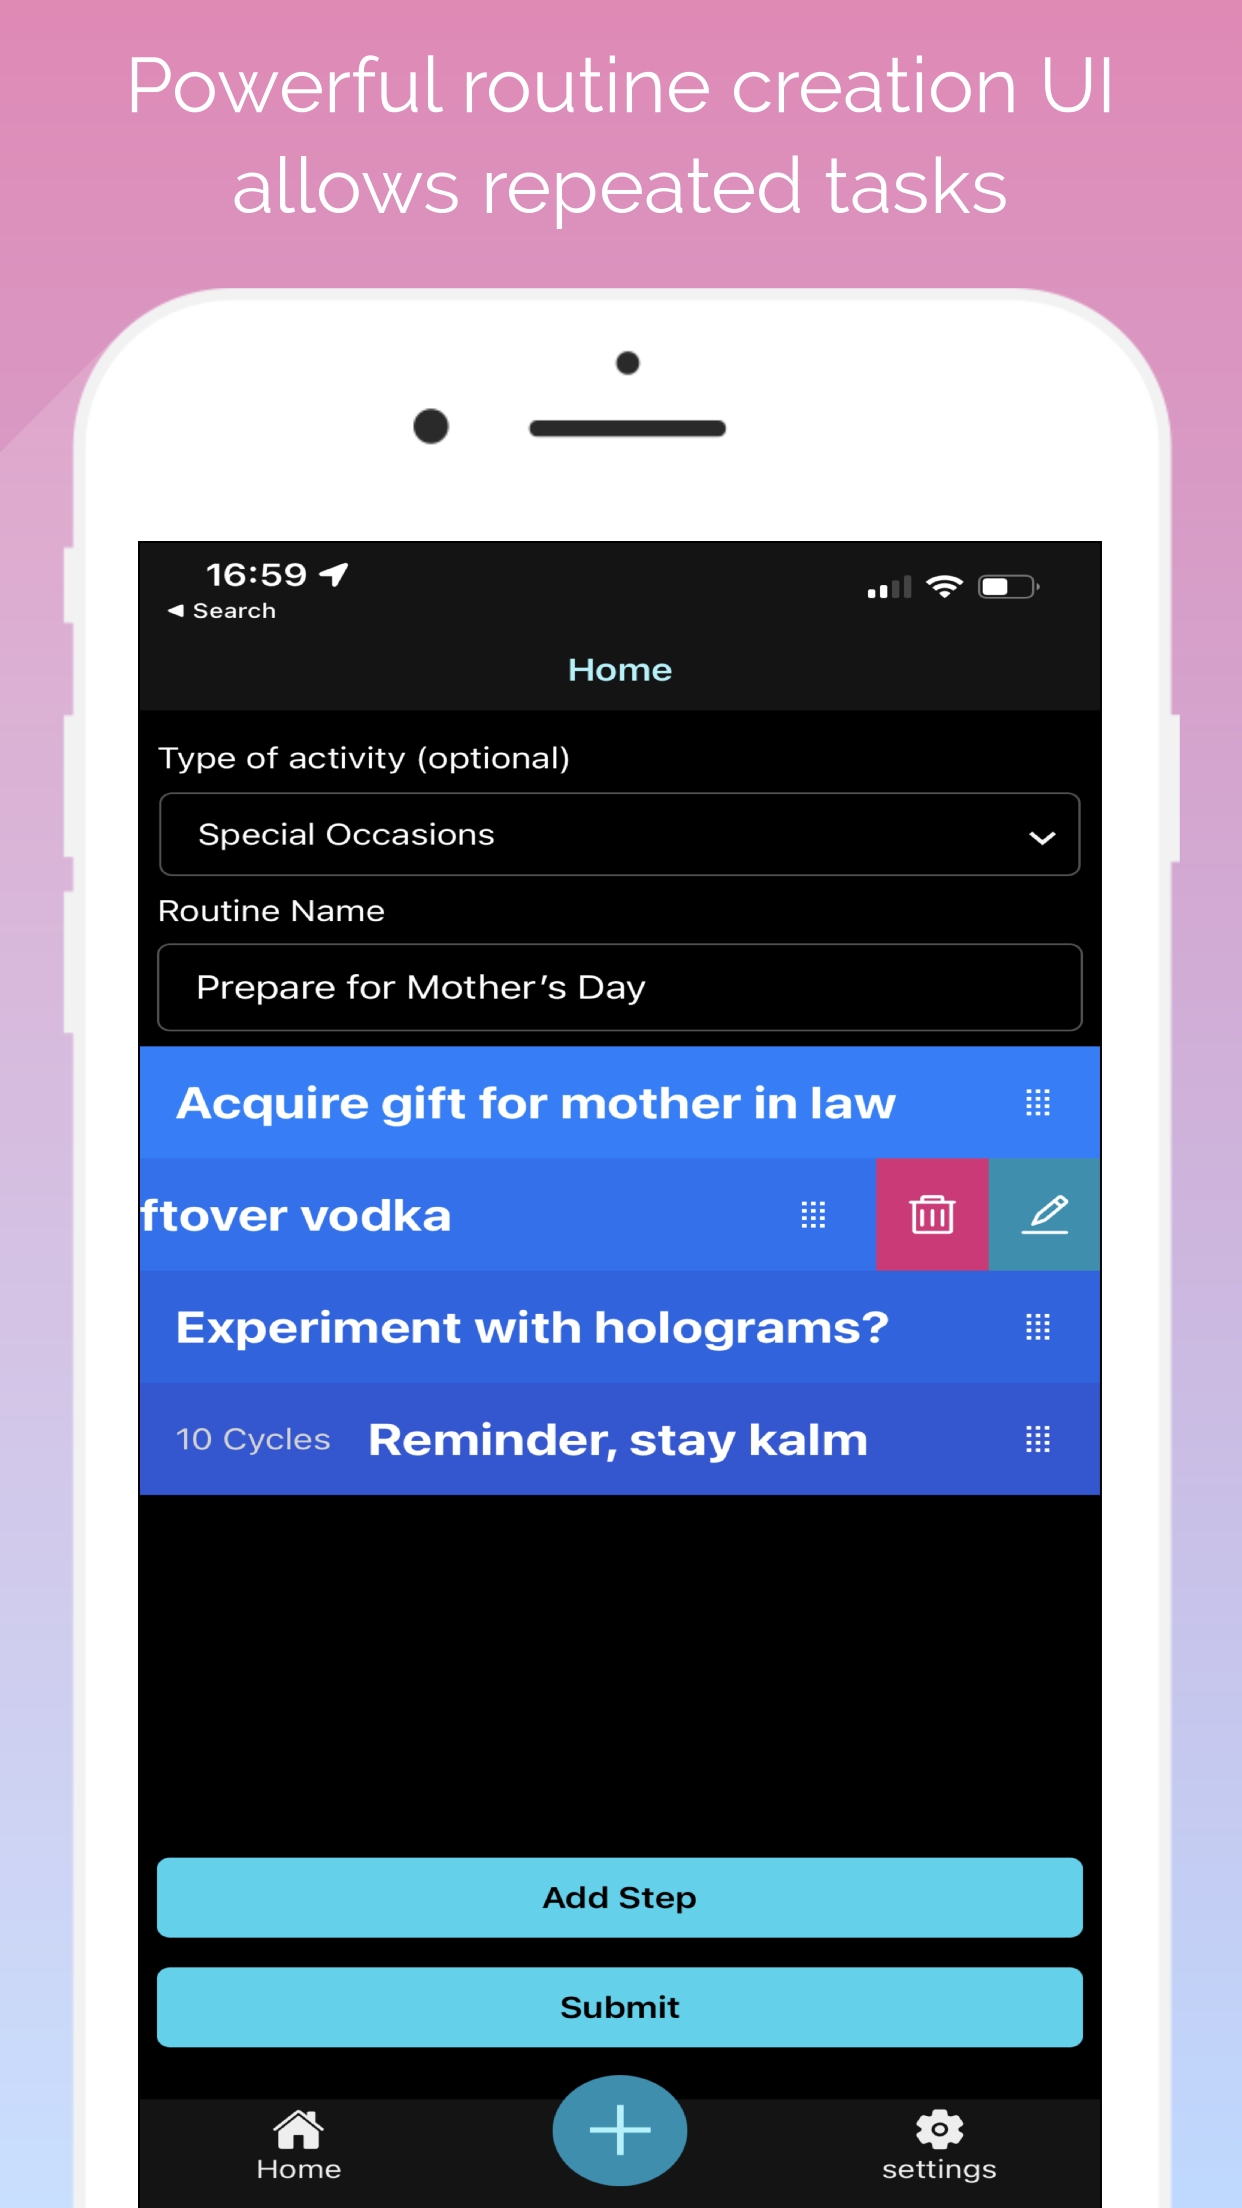 Powerful routine creation UI
allows repeated tasks
16:59
◀ Search
Home
Type of activity (optional)
Special Occasions
Routine Name
Prepare for Mother’s Day
Acquire gift for mother in law
ftover vodka
Experiment with holograms?
10 Cycles Reminder, stay kalm
Add Step
Submit
Home
settings